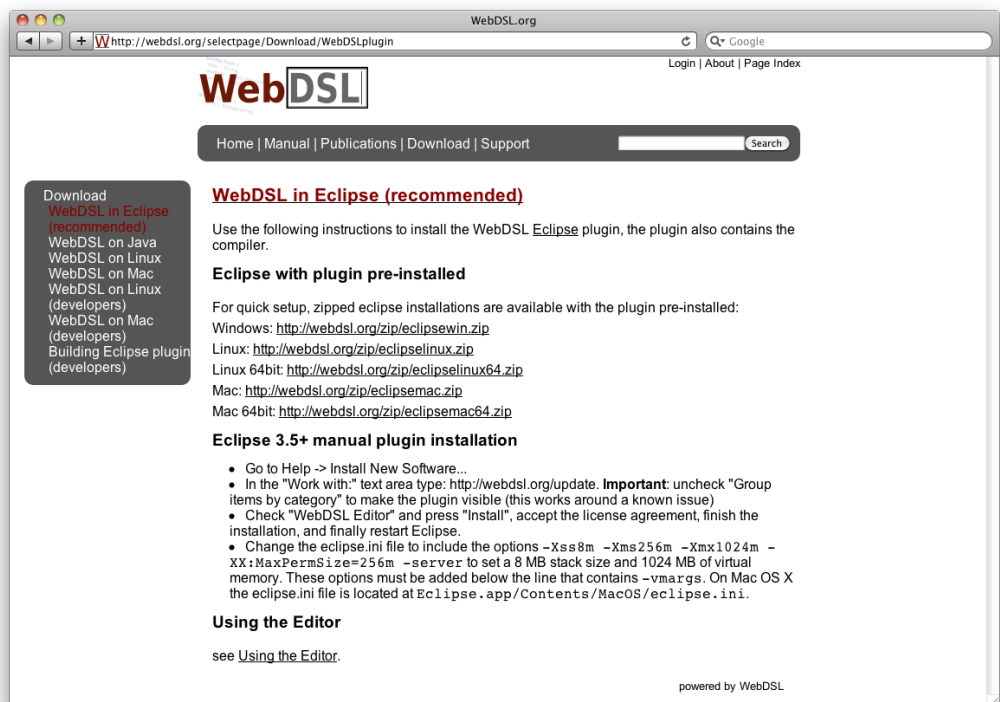 WebDSL.org
http://webdsl.org/selectpage/Download/WebDSLplugin
Google
Login | About | Page Index
WebDSL
Home | Manual | Publications | Download | Support
Search
Download
WebDSL in Eclipse
(recommended)
WebDSL on Java
WebDSL on Linux
WebDSL on Mac
WebDSL on Linux
(developers)
WebDSL on Mac
(developers)
Building Eclipse plugin
(developers)
WebDSL in Eclipse (recommended)
Use the following instructions to install the WebDSL Eclipse plugin, the plugin also contains the
compiler.
Eclipse with plugin pre-installed
For quick setup, zipped eclipse installations are available with the plugin pre-installed:
Windows: http://webdsl.org/zip/eclipsewin.zip
Linux: http://webdsl.org/zip/eclipselinux.zip
Linux 64bit: http://webdsl.org/zip/eclipselinux64.zip
Mac: http://webdsl.org/zip/eclipsemac.zip
Mac 64bit: http://webdsl.org/zip/eclipsemac64.zip
Eclipse 3.5+ manual plugin installation
• Go to Help -> Install New Software...
• In the "Work with:" text area type: http://webdsl.org/update. Important: uncheck "Group
items by category" to make the plugin visible (this works around a known issue)
• Check "WebDSL Editor" and press "Install", accept the license agreement, finish the
installation, and finally restart Eclipse.
• Change the eclipse.ini file to include the options -Xss8m -Xms256m -Xmx1024m -
XX:MaxPermSize=256m -server to set a 8 MB stack size and 1024 MB of virtual
memory. These options must be added below the line that contains -vmargs. On Mac OS X
the eclipse.ini file is located at Eclipse.app/Contents/MacOS/eclipse.ini.
Using the Editor
see Using the Editor.
powered by WebDSL